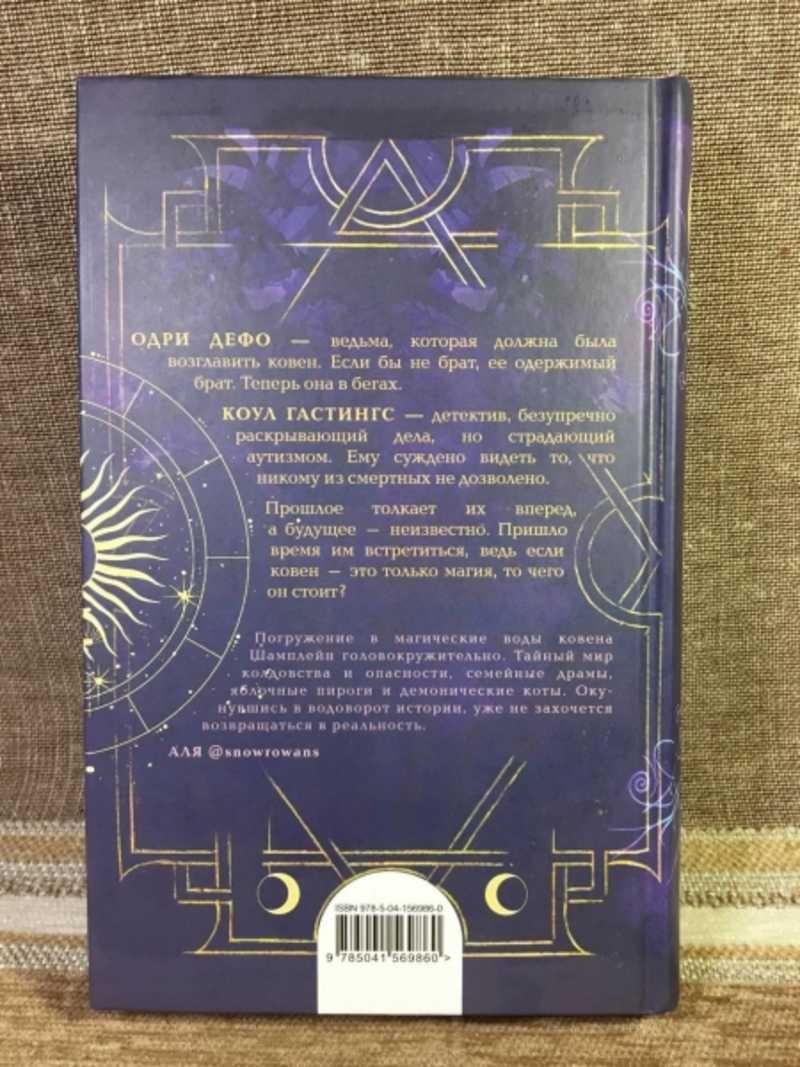 ОДРИ ДЕФО — ведьма, которая должна была
возглавить ковен. Если бы не брат, ее одержимый
брат. Теперь она в бегах.
КОУЛ ГАСТИНГС — детектив, безупречно
раскрывающий дела, но страдающий
аутизмом. Ему суждено видеть то, что
никому из смертных не дозволено.
Прошлое толкает их вперед,
а будущее — неизвестно. Пришло
время им встретиться, ведь если
ковен — это только магия, то чего
он стоит?
Погружение в магические воды ковена
Шамплейн головокружительно. Тайный мир
колдовства и опасности, семейные драмы,
яблочные пироги и демонические коты. Оку-
нувшись в водоворот истории, уже не захочется
возвращаться в реальность.
АЛЯ @snowrowans
ISBN 978-5-04-156986-0
9 785041 569860 >